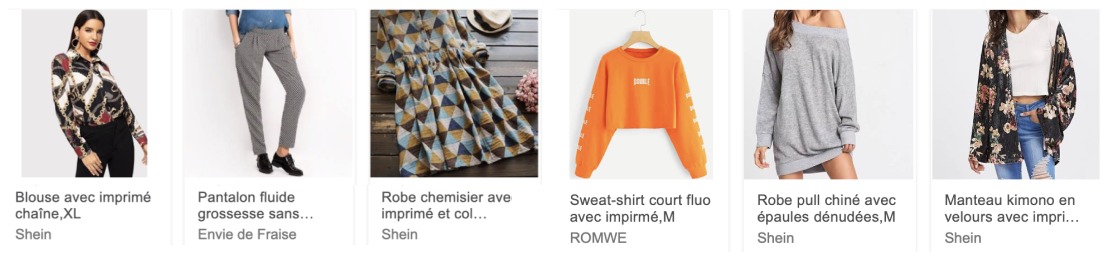 Blouse avec imprimé
chaîne,XL
Shein
Pantalon fluide
grossesse sans…
Envie de Fraise
Robe chemisier ave
imprimé et col…
Shein
DOUBLE
Sweat-shirt court fluo
avec impirmé,M
ROMWE
Robe pull chiné avec
épaules dénudées,M
Shein
Manteau kimono en
velours avec impri…
Shein